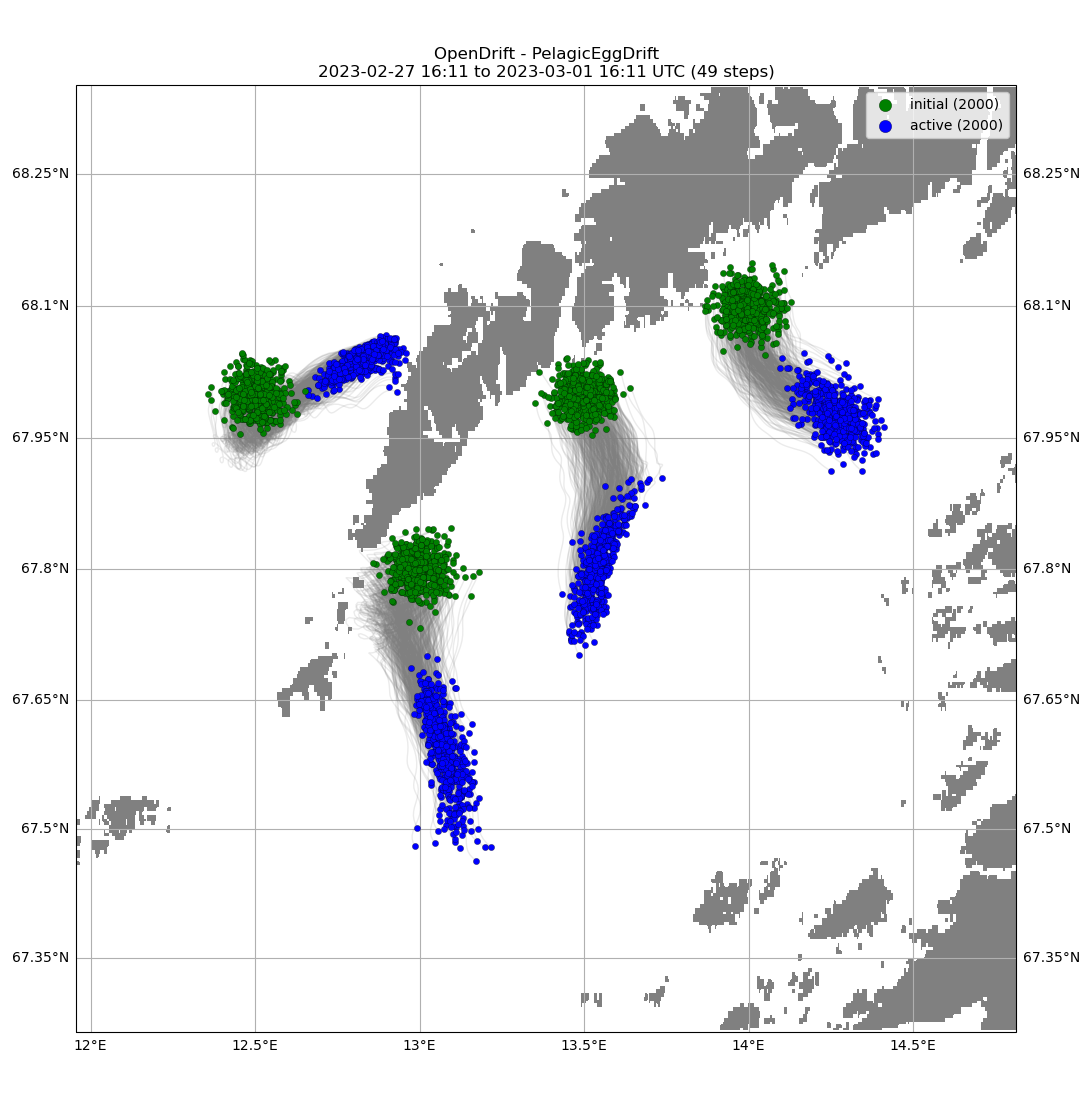 OpenDrift - PelagicEggDrift
2023-02-27 16:11 to 2023-03-01 16:11 UTC (49 steps)
initial (2000)
active (2000)
68.25°N
68.25°N
68.1°N
68.1°N
67.95°N
67.95°N
67.8°N
67.8°N
67.65°N
67.65°N
67.5°N
67.5°N
67.35°N
67.35°N
12°E
12.5°E
13°E
13.5°E
14°E
14.5°E